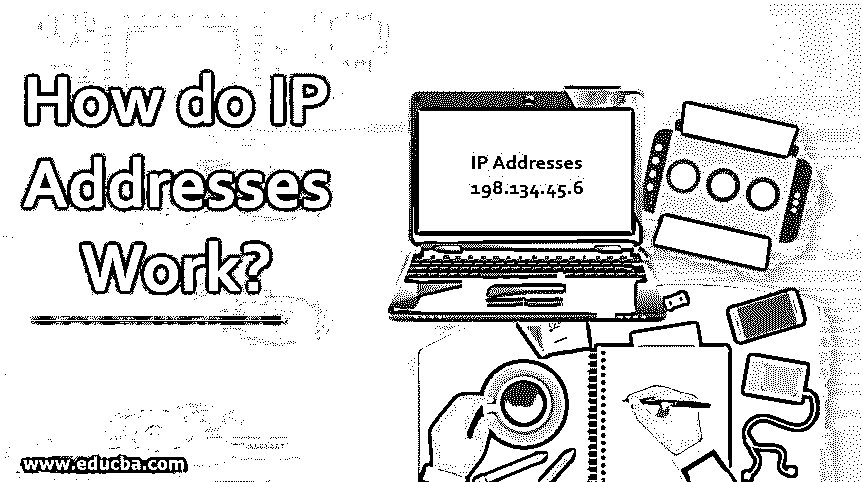 How do IP
Addresses
Work?
IP Addresses
198.134.45.6
www.educba.com